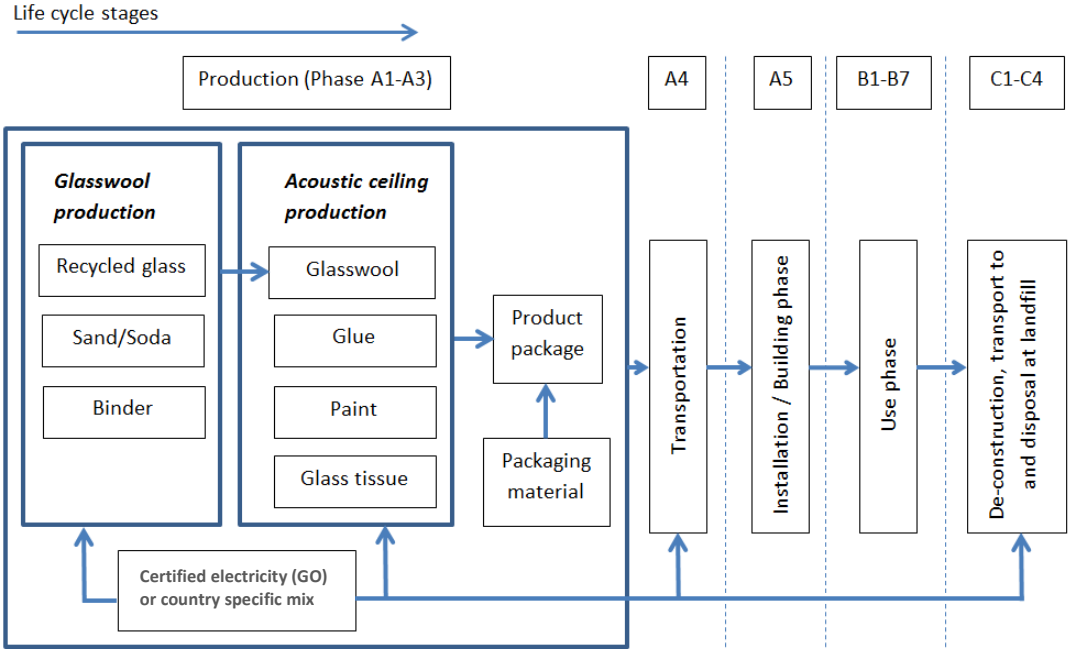 Life cycle stages
Production (Phase A1-A3)
A4
A5
B1-B7
C1-C4
Glasswool
production
Recycled glass
Sand/Soda
Binder
Acoustic ceiling
production
Glasswool
Glue
Paint
Glass tissue
Product
package
Packaging
material
Transportation
Installation / Building phase
Use phase
De-construction, transport to
and disposal at landfill
Certified electricity (GO)
or country specific mix